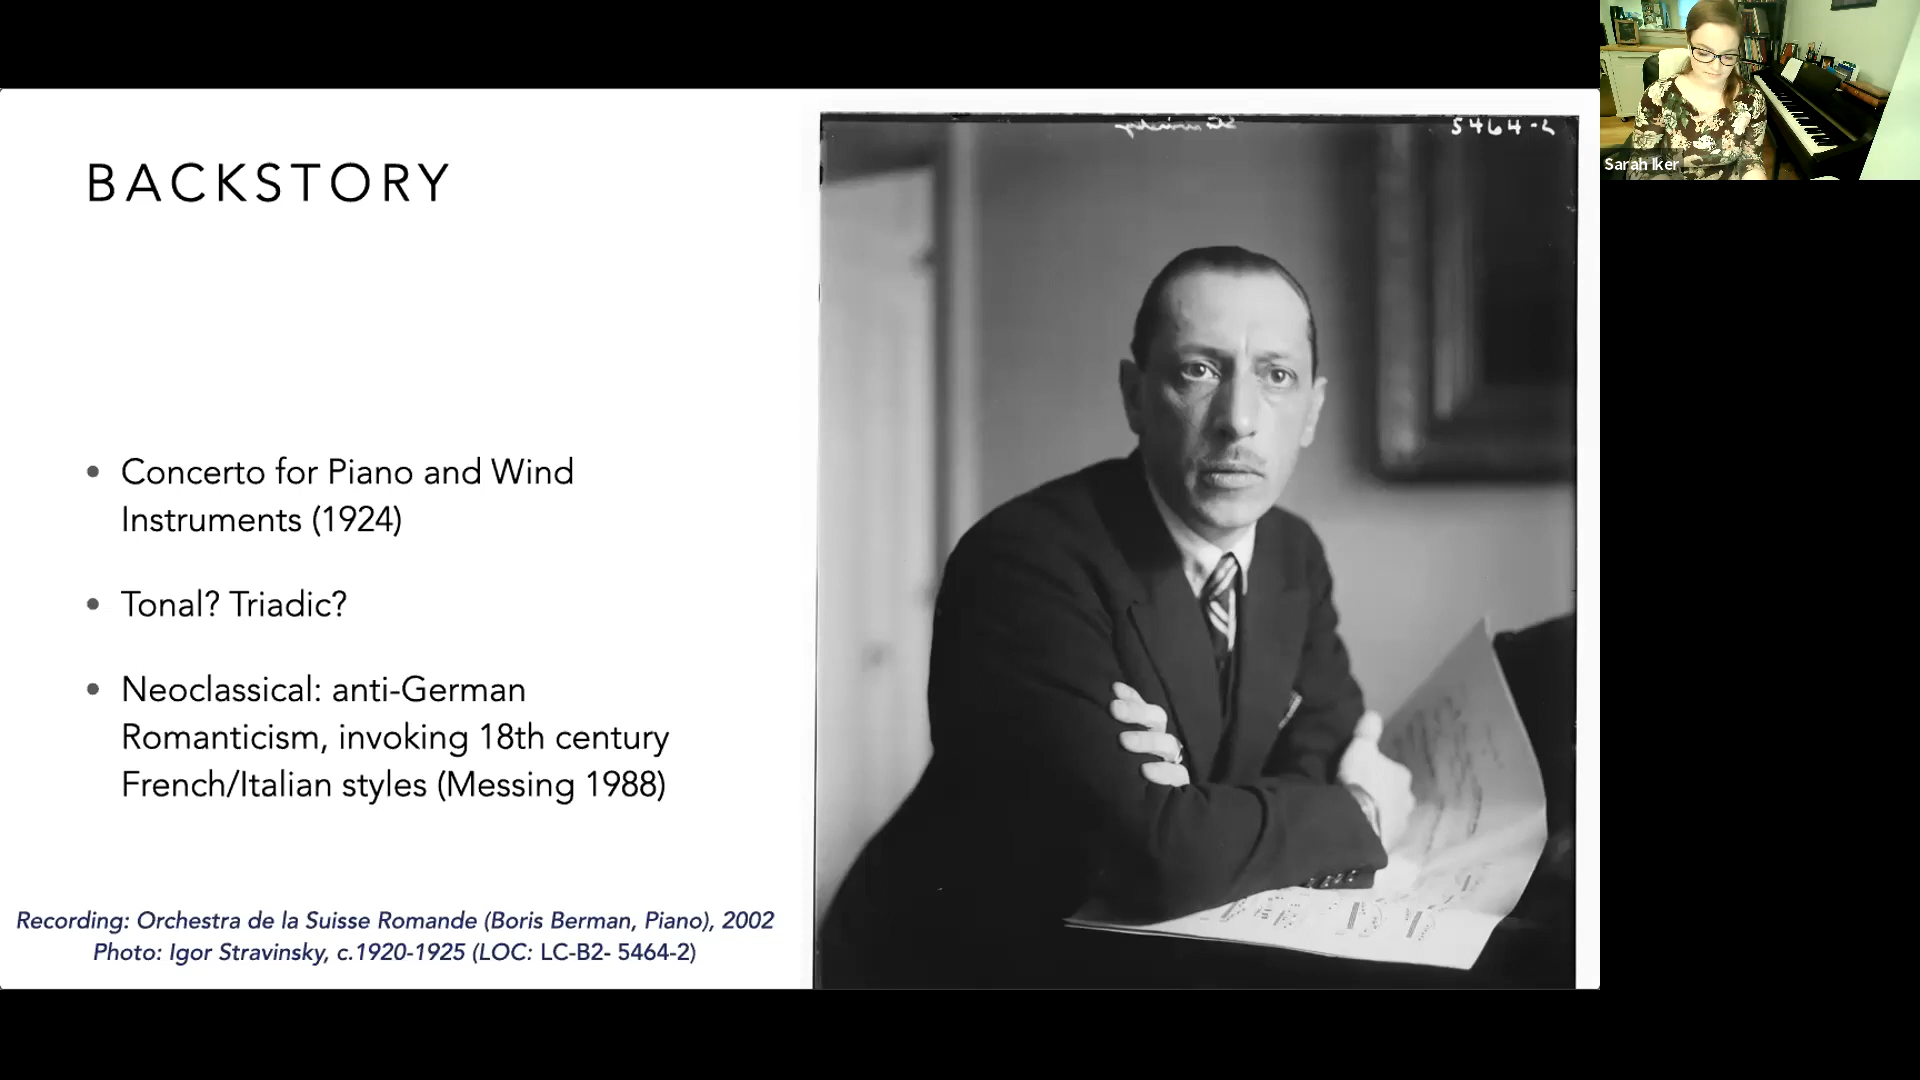 BACKSTORY
Concerto for Piano and Wind
Instruments (1924)
Tonal? Triadic?
Neoclassical: anti-German
Romanticism, invoking 18th century
French/Italian styles (Messing 1988)
Recording: Orchestra de la Suisse Romande (Boris Berman, Piano), 2002
Photo: Igor Stravinsky, c.1920-1925 (LOC: LC-B2- 5464-2)
5464-2
Sarah Iker